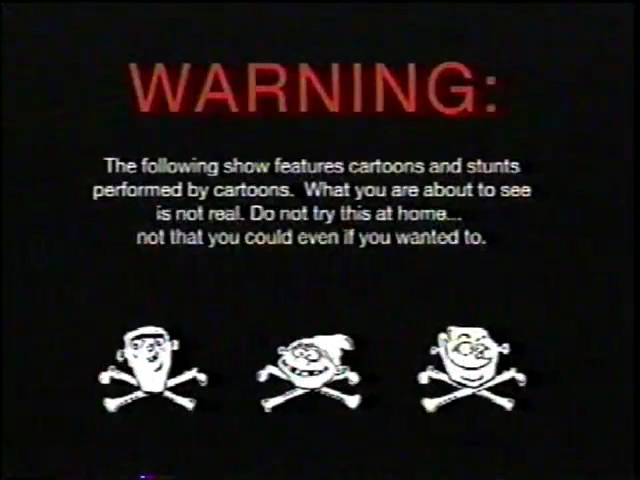 WARNING:
The following show features cartoons and stunts
performed by cartoons. What you are about to see
is not real. Do not try this at home...
not that you could even if you wanted to.